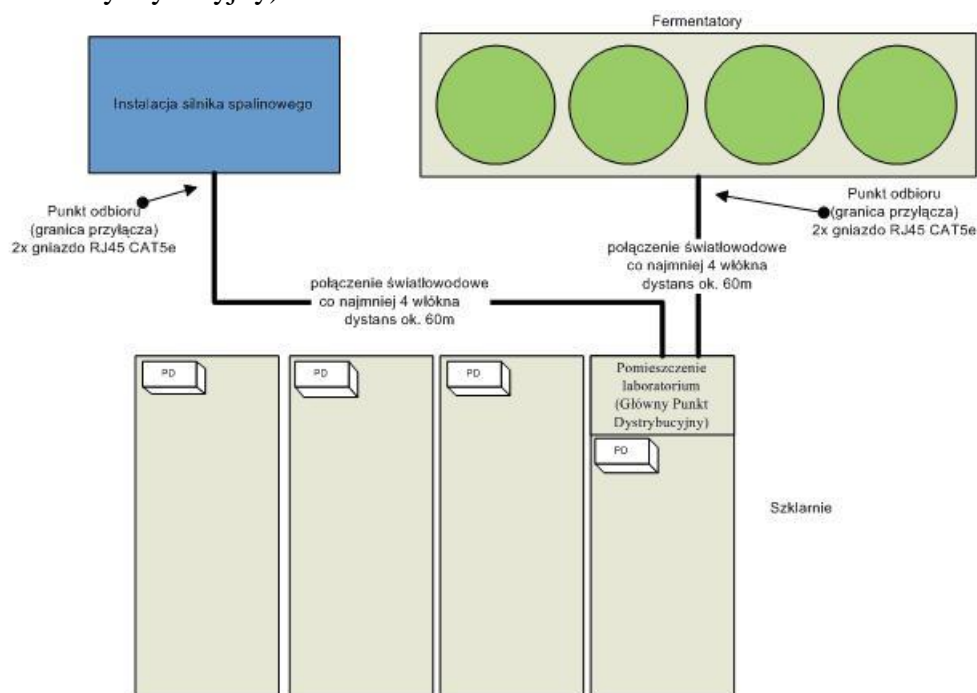 Fermentatory
Instalacja silnika spalinowego
Punkt odbioru
(granica przyłącza)
2x gniazdo RJ45 CAT5e
Punkt odbioru
(granica przyłącza)
2x gniazdo RJ45 CAT5e
połączenie światłowodowe
co najmniej 4 włókna
dystans ok. 60m
połączenie światłowodowe
co najmniej 4 włókna
dystans ok. 60m
PD
PD
PD
Pomieszczenie
laboratorium
(Główny Punkt
Dystrybucyjny)
PD
Szklarnie